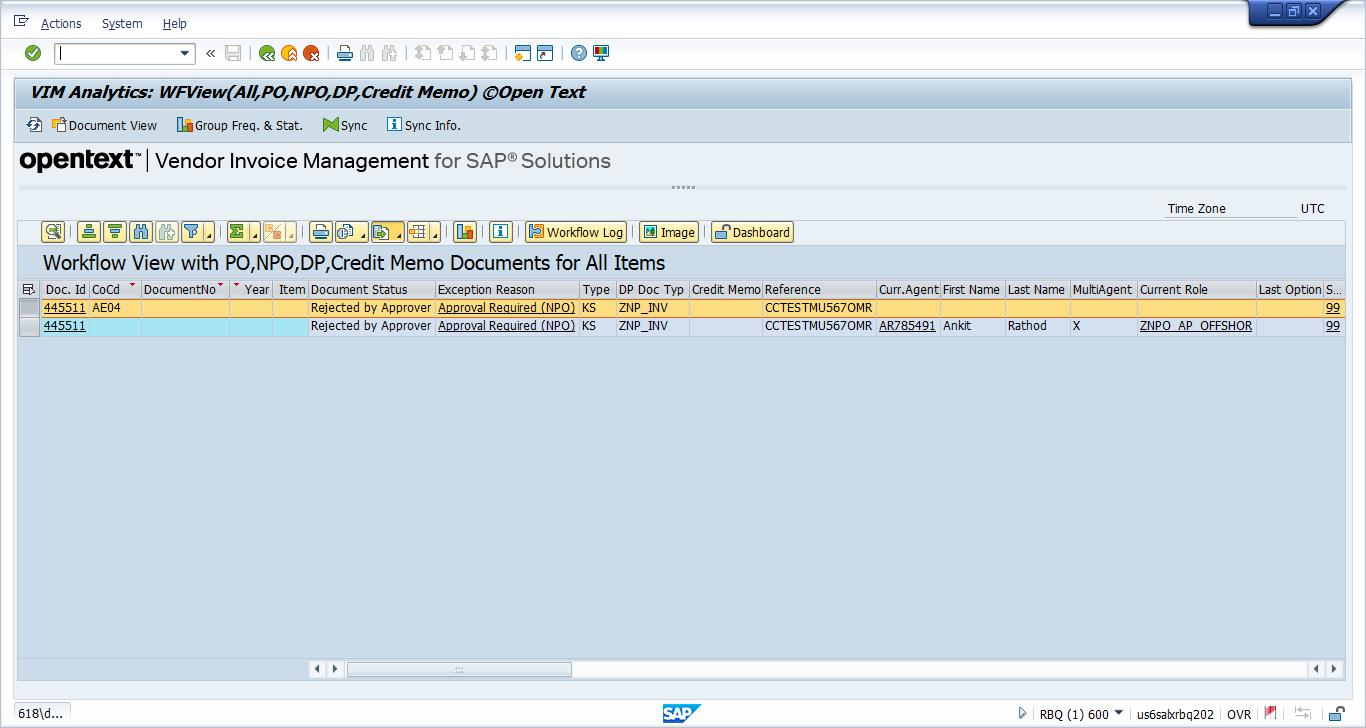 Actions System Help
VIM Analytics: WFView(All,PO,NPO,DP,Credit Memo) ©Open Text
Document View Group Freq. & Stat. Sync Sync Info.
opentext™ | Vendor Invoice Management for SAP® Solutions
Time Zone UTC
Workflow Log Image Dashboard
Workflow View with PO,NPO,DP,Credit Memo Documents for All Items
Doc. Id CoCd DocumentNo Year Item Document Status Exception Reason Type DP Doc Typ Credit Memo Reference Curr.Agent First Name Last Name MultiAgent Current Role Last Option S...
445511 AE04 Rejected by Approver Approval Required (NPO) KS ZNP_INV CCTESTMU567OMR 99
445511 Rejected by Approver Approval Required (NPO) KS ZNP_INV CCTESTMU567OMR AR785491 Ankit Rathod X ZNPO_AP_OFFSHOR 99
618\d... SAP RBQ (1) 600 us6salxrbq202 OVR